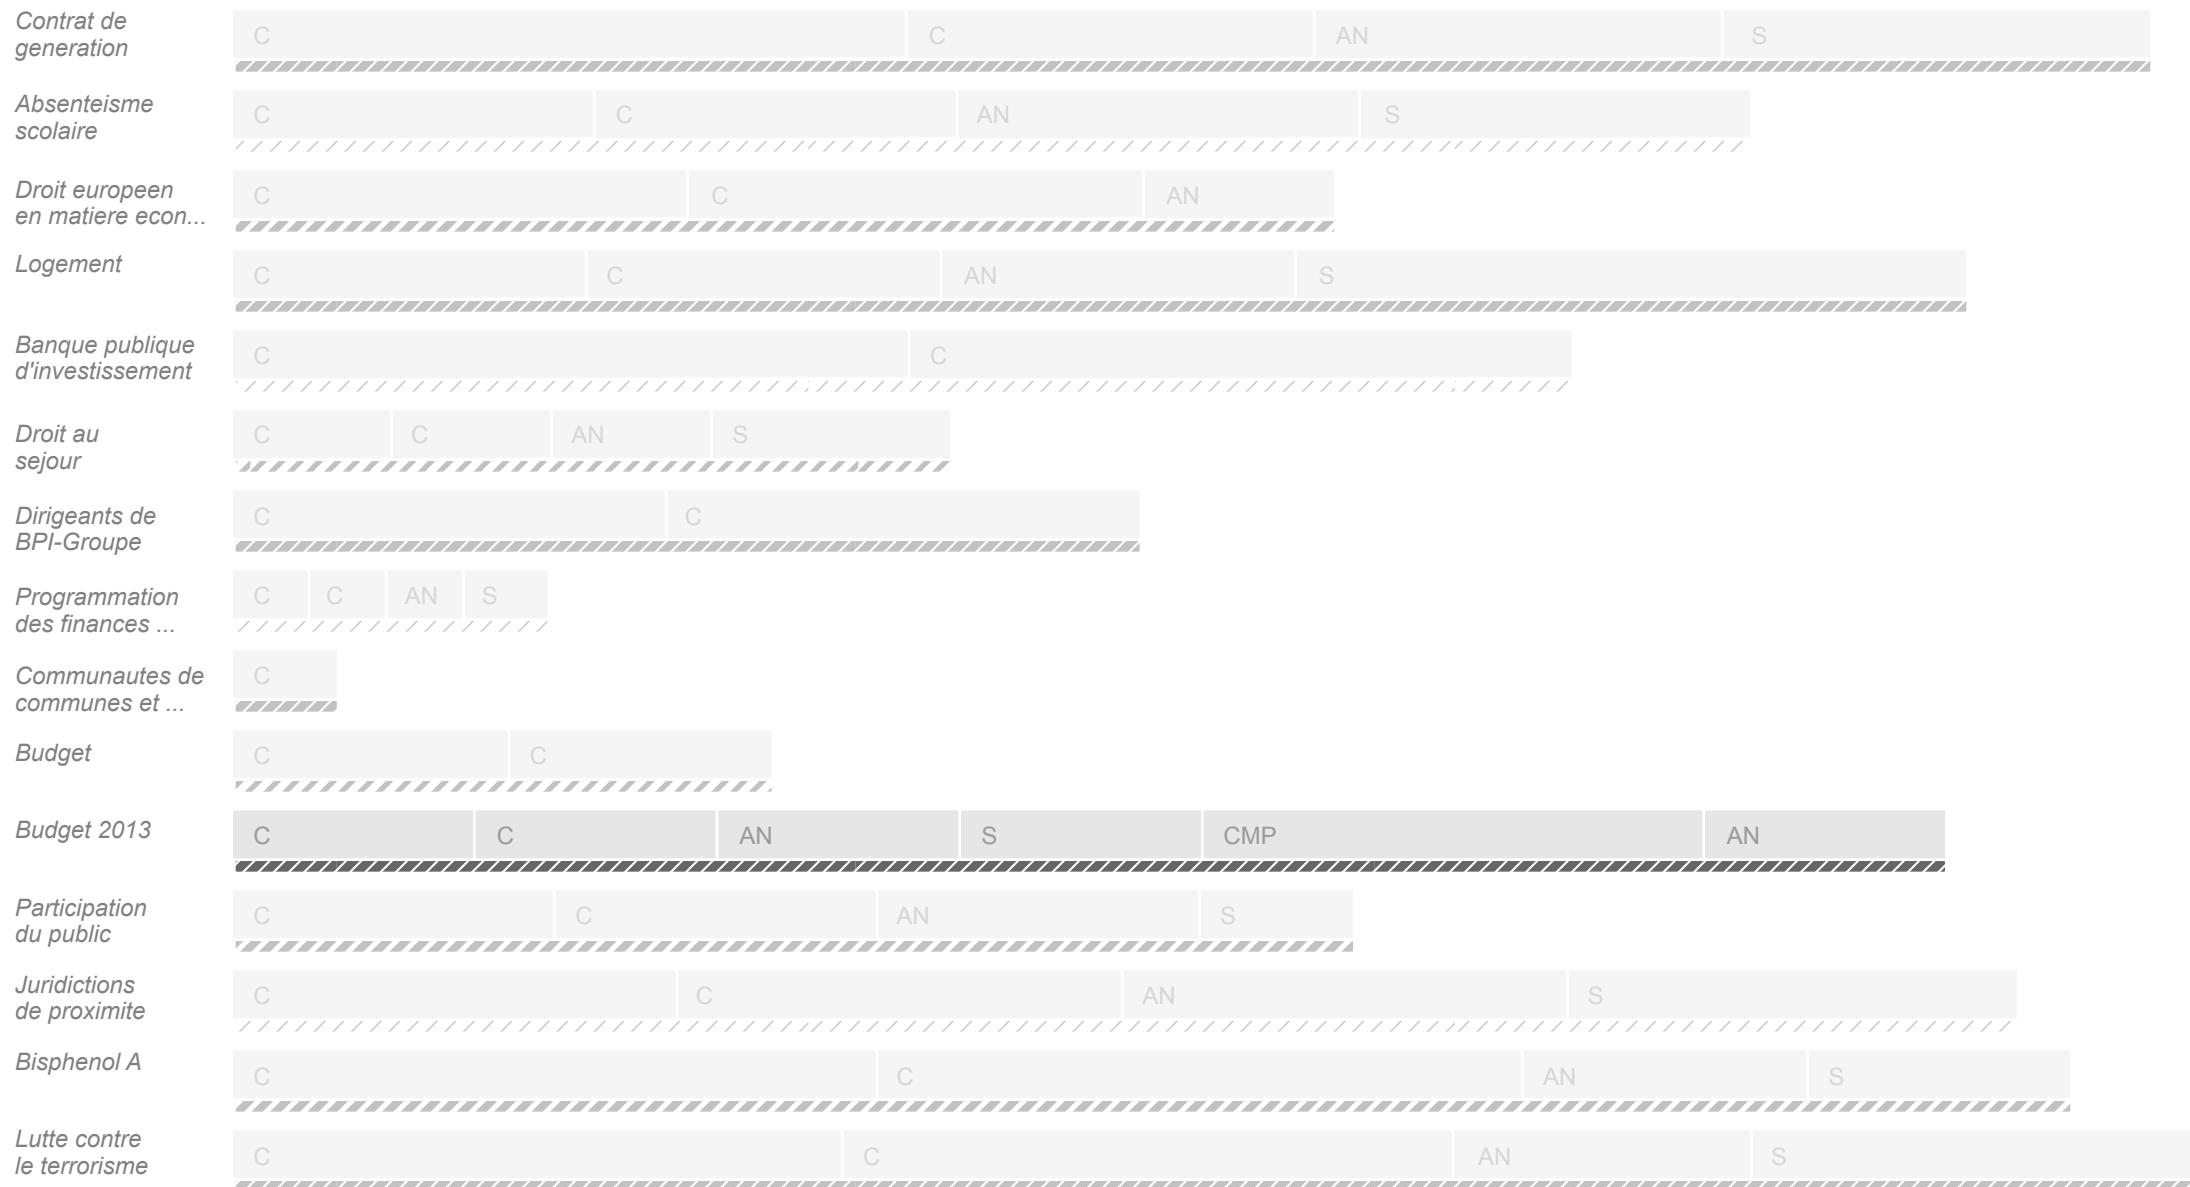 Contrat de
generation
C C AN S
Absenteisme
scolaire
C C AN S
Droit europeen
en matiere econ...
C C AN
Logement
C C AN S
Banque publique
d'investissement
C C
Droit au
sejour
C C AN S
Dirigeants de
BPI-Groupe
C C
Programmation
des finances ...
C C AN S
Communautes de
communes et ...
C
Budget
C C
Budget 2013
C C AN S CMP AN
Participation
du public
C C AN S
Juridictions
de proximite
C C AN S
Bisphenol A
C C AN S
Lutte contre
le terrorisme
C C AN S